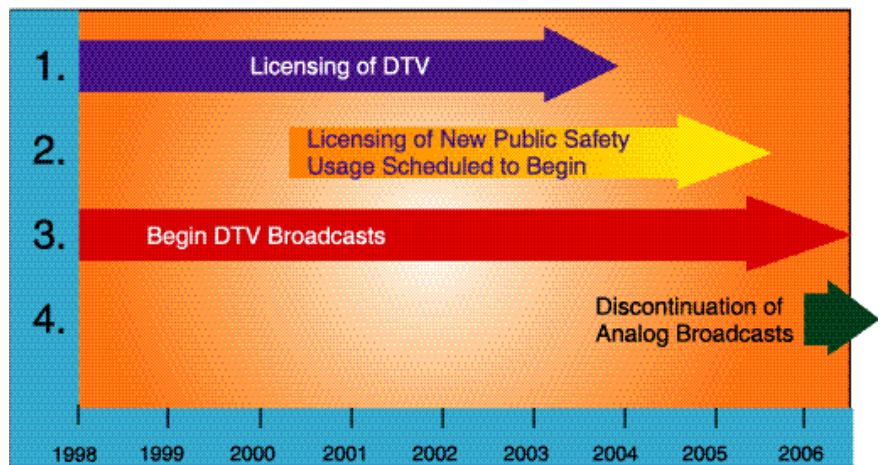 1.
Licensing of DTV
2.
Licensing of New Public Safety
Usage Scheduled to Begin
3.
Begin DTV Broadcasts
4.
Discontinuation of
Analog Broadcasts
1998 1999 2000 2001 2002 2003 2004 2005 2006